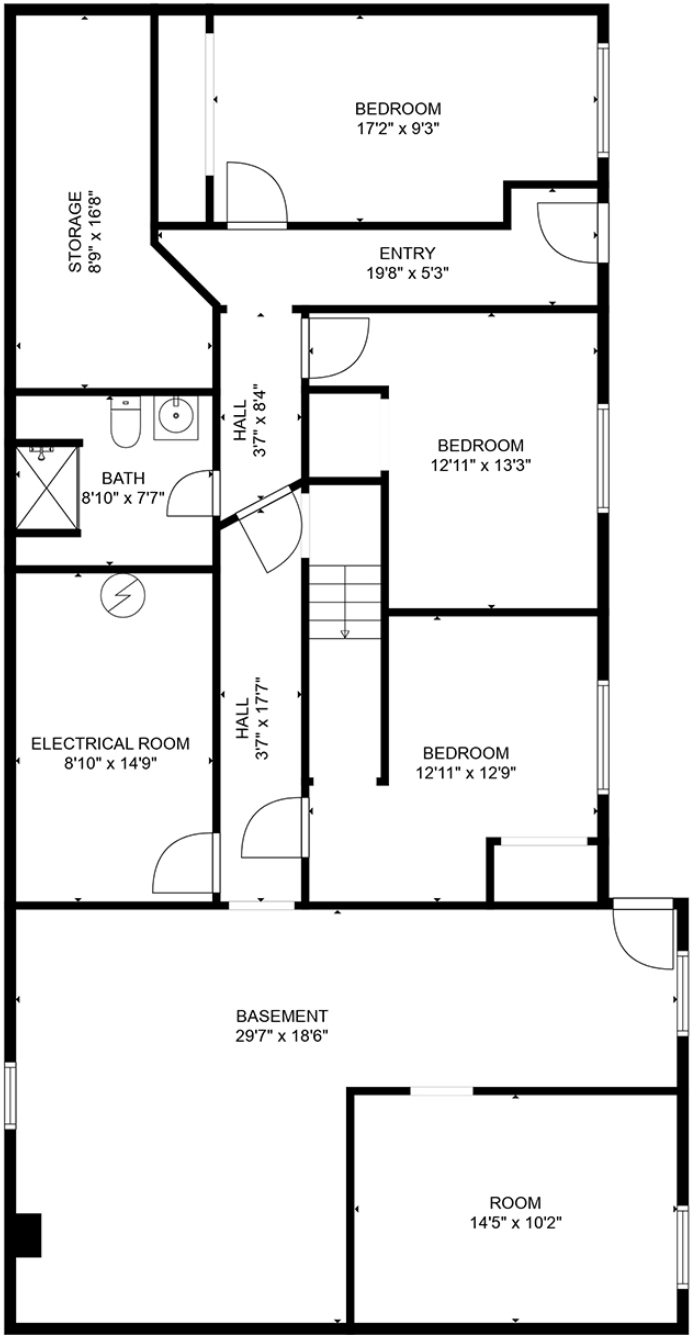 BEDROOM
17'2" x 9'3"
STORAGE
8'9" x 16'8"
ENTRY
19'8" x 5'3"
HALL
3'7" x 8'4"
BEDROOM
12'11" x 13'3"
BATH
8'10" x 7'7"
HALL
3'7" x 17'7"
ELECTRICAL ROOM
8'10" x 14'9"
BEDROOM
12'11" x 12'9"
BASEMENT
29'7" x 18'6"
ROOM
14'5" x 10'2"